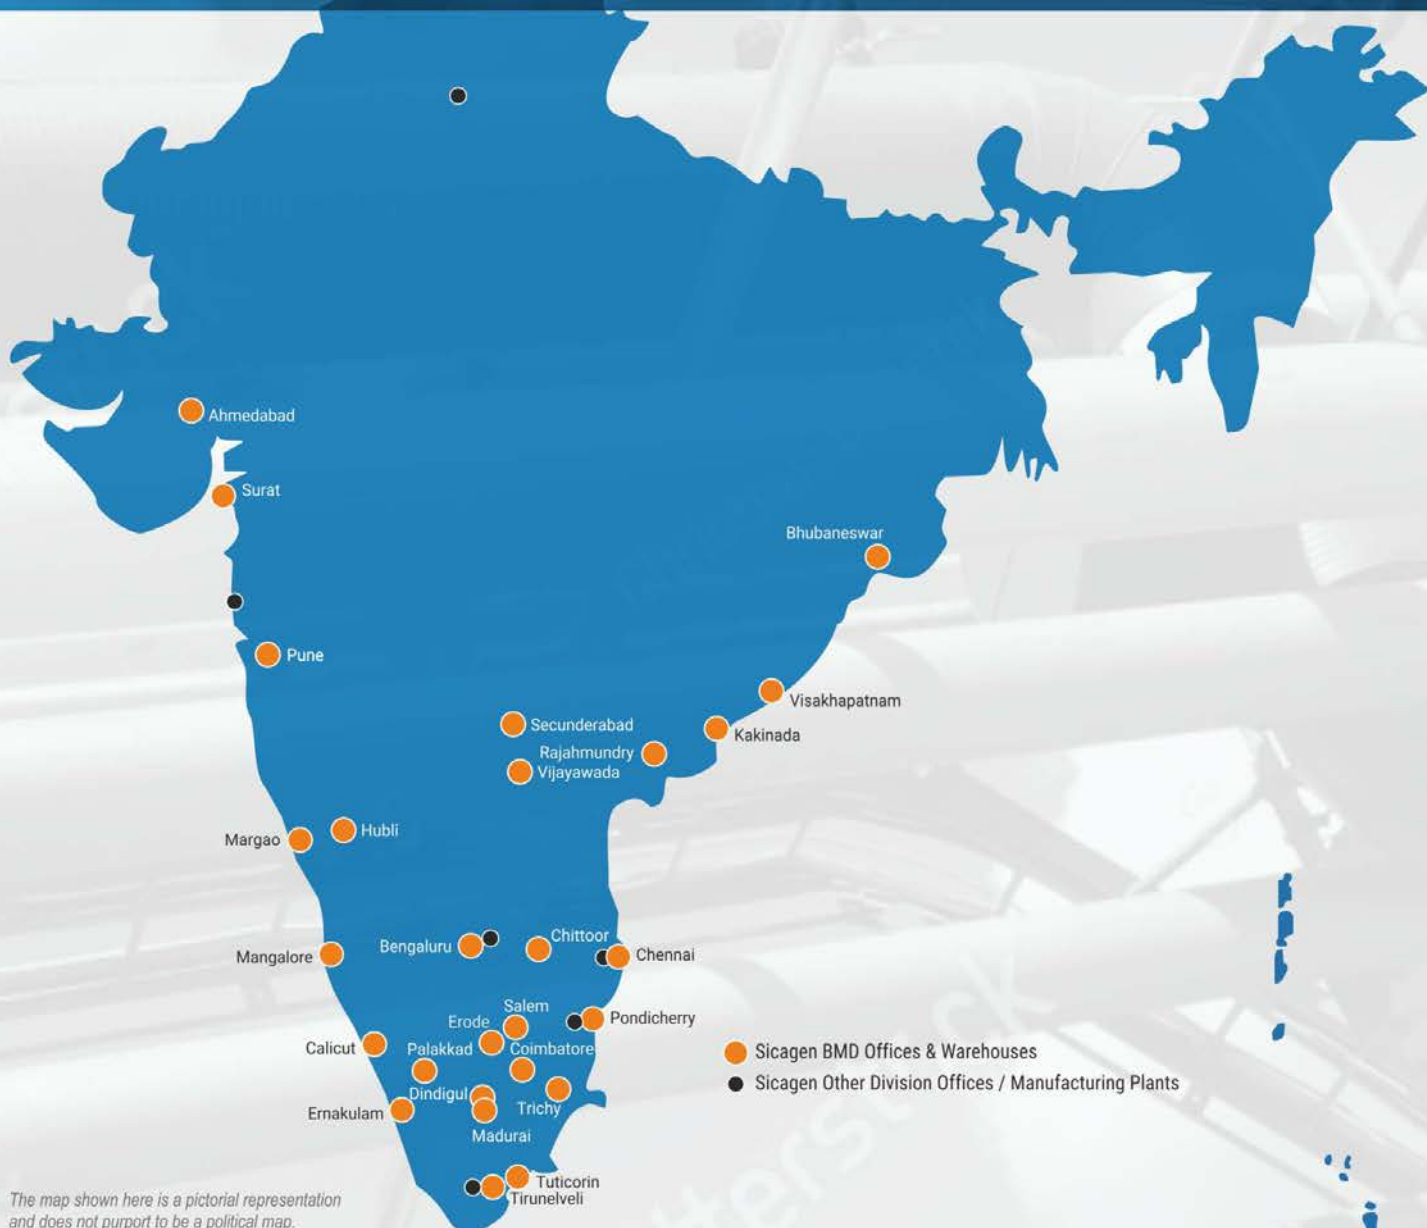 Ahmedabad
Surat
Bhubaneswar
Pune
Visakhapatnam
Secunderabad
Kakinada
Rajahmundry
Vijayawada
Hubli
Margao
Chittoor
Bengaluru
Chennai
Mangalore
Salem
Pondicherry
Erode
Calicut
Palakkad
Coimbatore
Sicagen BMD Offices & Warehouses
Sicagen Other Division Offices / Manufacturing Plants
Dindigul
Trichy
Ernakulam
Madurai
Tuticorin
Tirunelveli
The map shown here is a pictorial representation
and does not purport to be a political map.